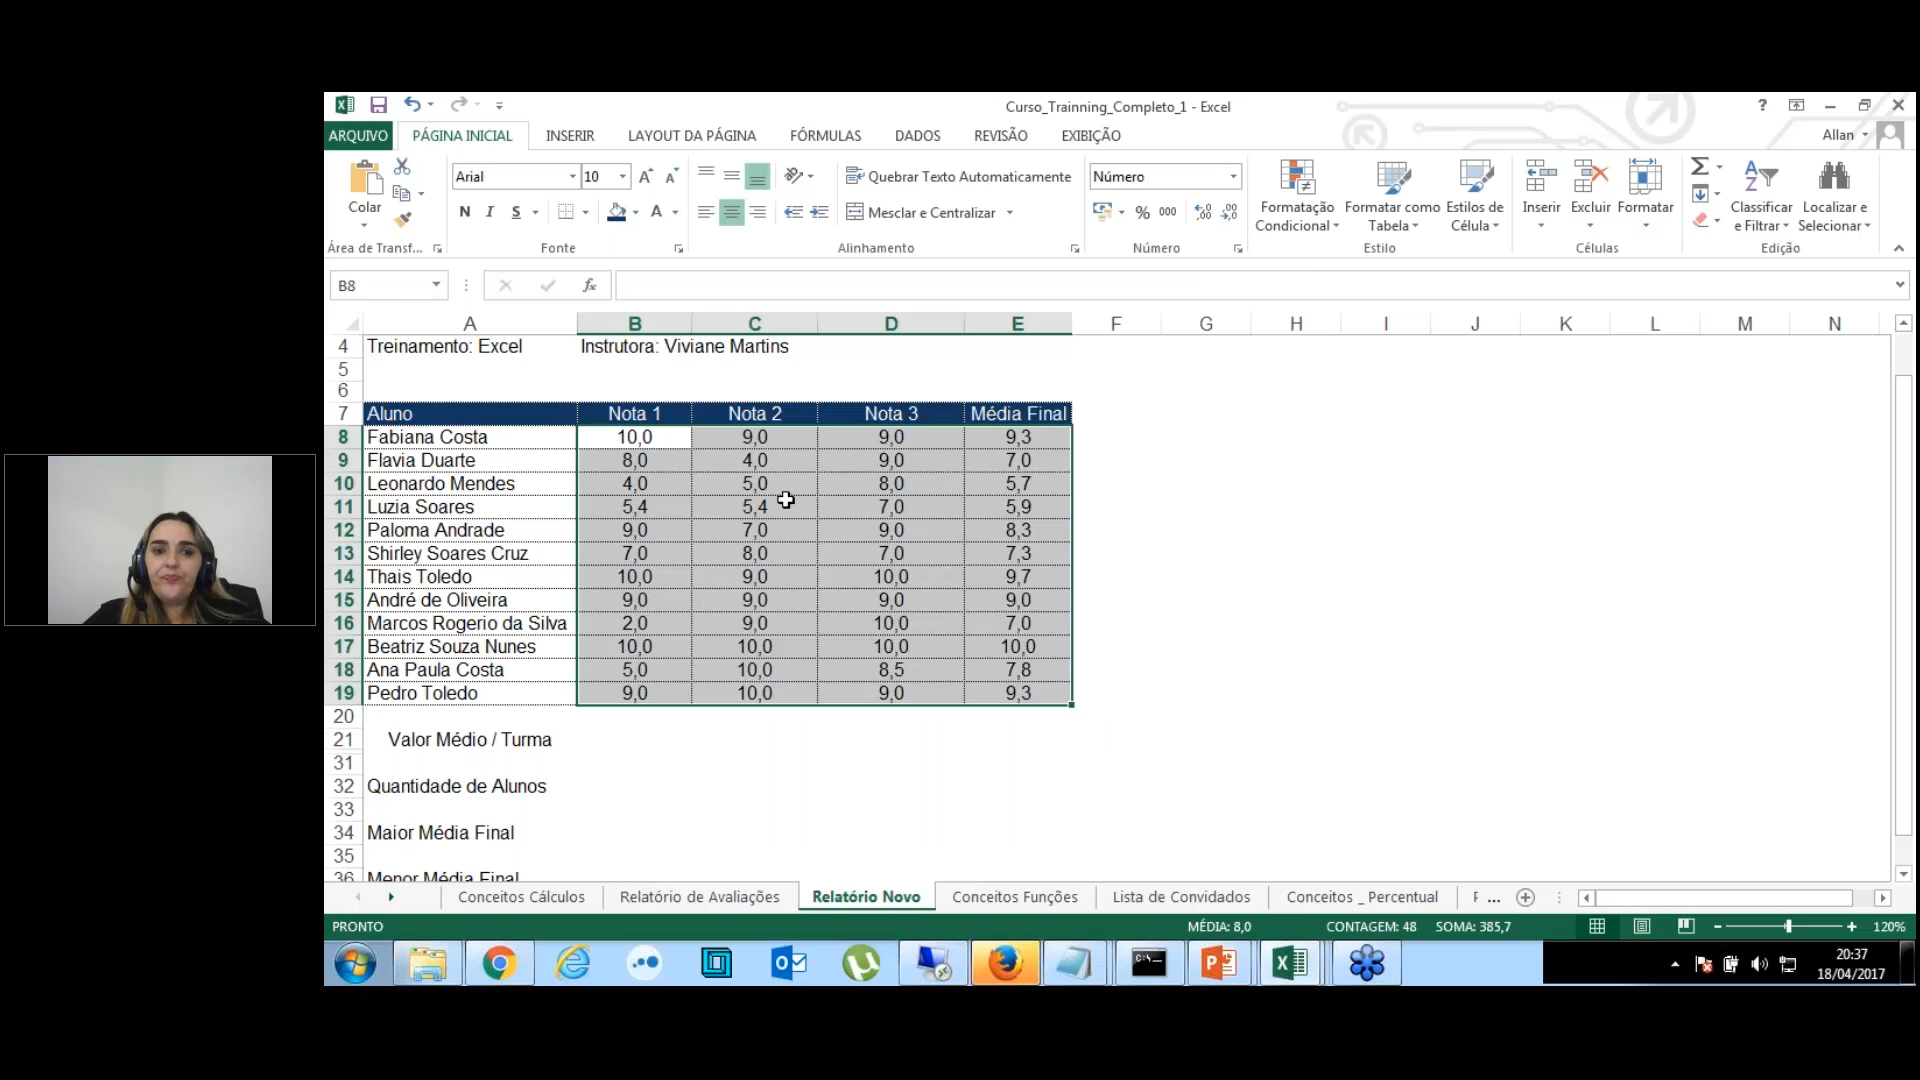 Curso_Trainning_Completo_1 - Excel
?
ARQUIVO PÁGINA INICIAL INSERIR LAYOUT DA PÁGINA FÓRMULAS DADOS REVISÃO EXIBIÇÃO Allan
Colar
Arial 10
N I S A
Quebrar Texto Automaticamente
Mesclar e Centralizar
Número
% 000
Formatação Condicional
Formatar como Tabela
Estilos de Célula
Inserir
Excluir
Formatar
Classificar e Filtrar
Localizar e Selecionar
Área de Transf... Fonte Alinhamento Número Estilo Células Edição
B8 fx
A B C D E F G H I J K L M N
4 Treinamento: Excel Instrutora: Viviane Martins
5
6
7 Aluno Nota 1 Nota 2 Nota 3 Média Final
8 Fabiana Costa 10,0 9,0 9,0 9,3
9 Flavia Duarte 8,0 4,0 9,0 7,0
10 Leonardo Mendes 4,0 5,0 8,0 5,7
11 Luzia Soares 5,4 5,4 7,0 5,9
12 Paloma Andrade 9,0 7,0 9,0 8,3
13 Shirley Soares Cruz 7,0 8,0 7,0 7,3
14 Thais Toledo 10,0 9,0 10,0 9,7
15 André de Oliveira 9,0 9,0 9,0 9,0
16 Marcos Rogerio da Silva 2,0 9,0 10,0 7,0
17 Beatriz Souza Nunes 10,0 10,0 10,0 10,0
18 Ana Paula Costa 5,0 10,0 8,5 7,8
19 Pedro Toledo 9,0 10,0 9,0 9,3
20
21 Valor Médio / Turma
31
32 Quantidade de Alunos
33
34 Maior Média Final
35
36 Menor Média Final
Conceitos Cálculos Relatório de Avaliações Relatório Novo Conceitos Funções Lista de Convidados Conceitos _ Percentual ...
PRONTO MÉDIA: 8,0 CONTAGEM: 48 SOMA: 385,7 120%
20:37
18/04/2017